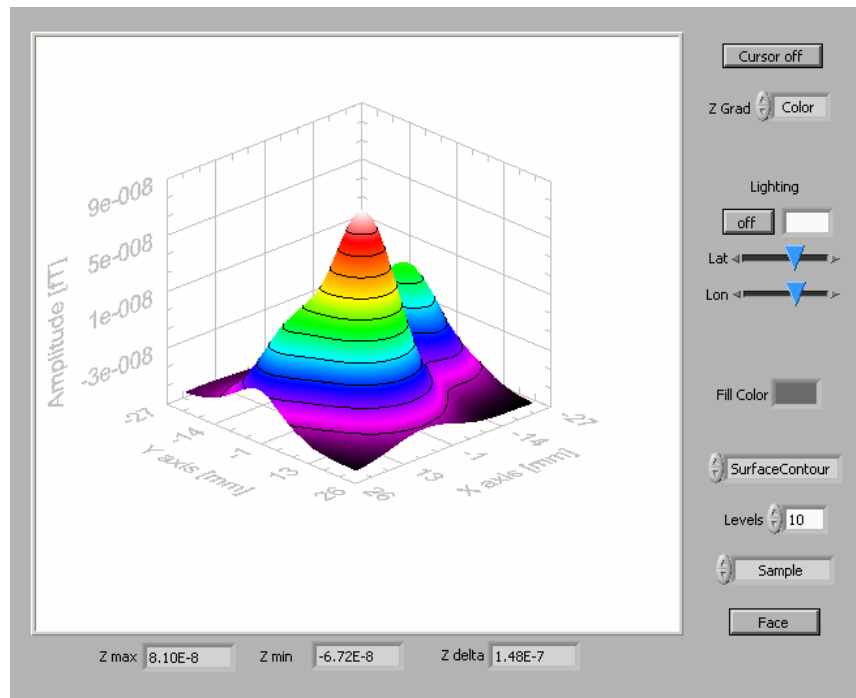 Cursor off
Z Grad Color
Lighting
off
Lat
Lon
Fill Color
SurfaceContour
Levels 10
Sample
Face
Amplitude [fT]
9e-008
5e-008
1e-008
-3e-008
-27
-14
-1
13
26
Y axis [mm]
26
13
-1
-14
-27
X axis [mm]
Z max 8.10E-8 Z min -6.72E-8 Z delta 1.48E-7